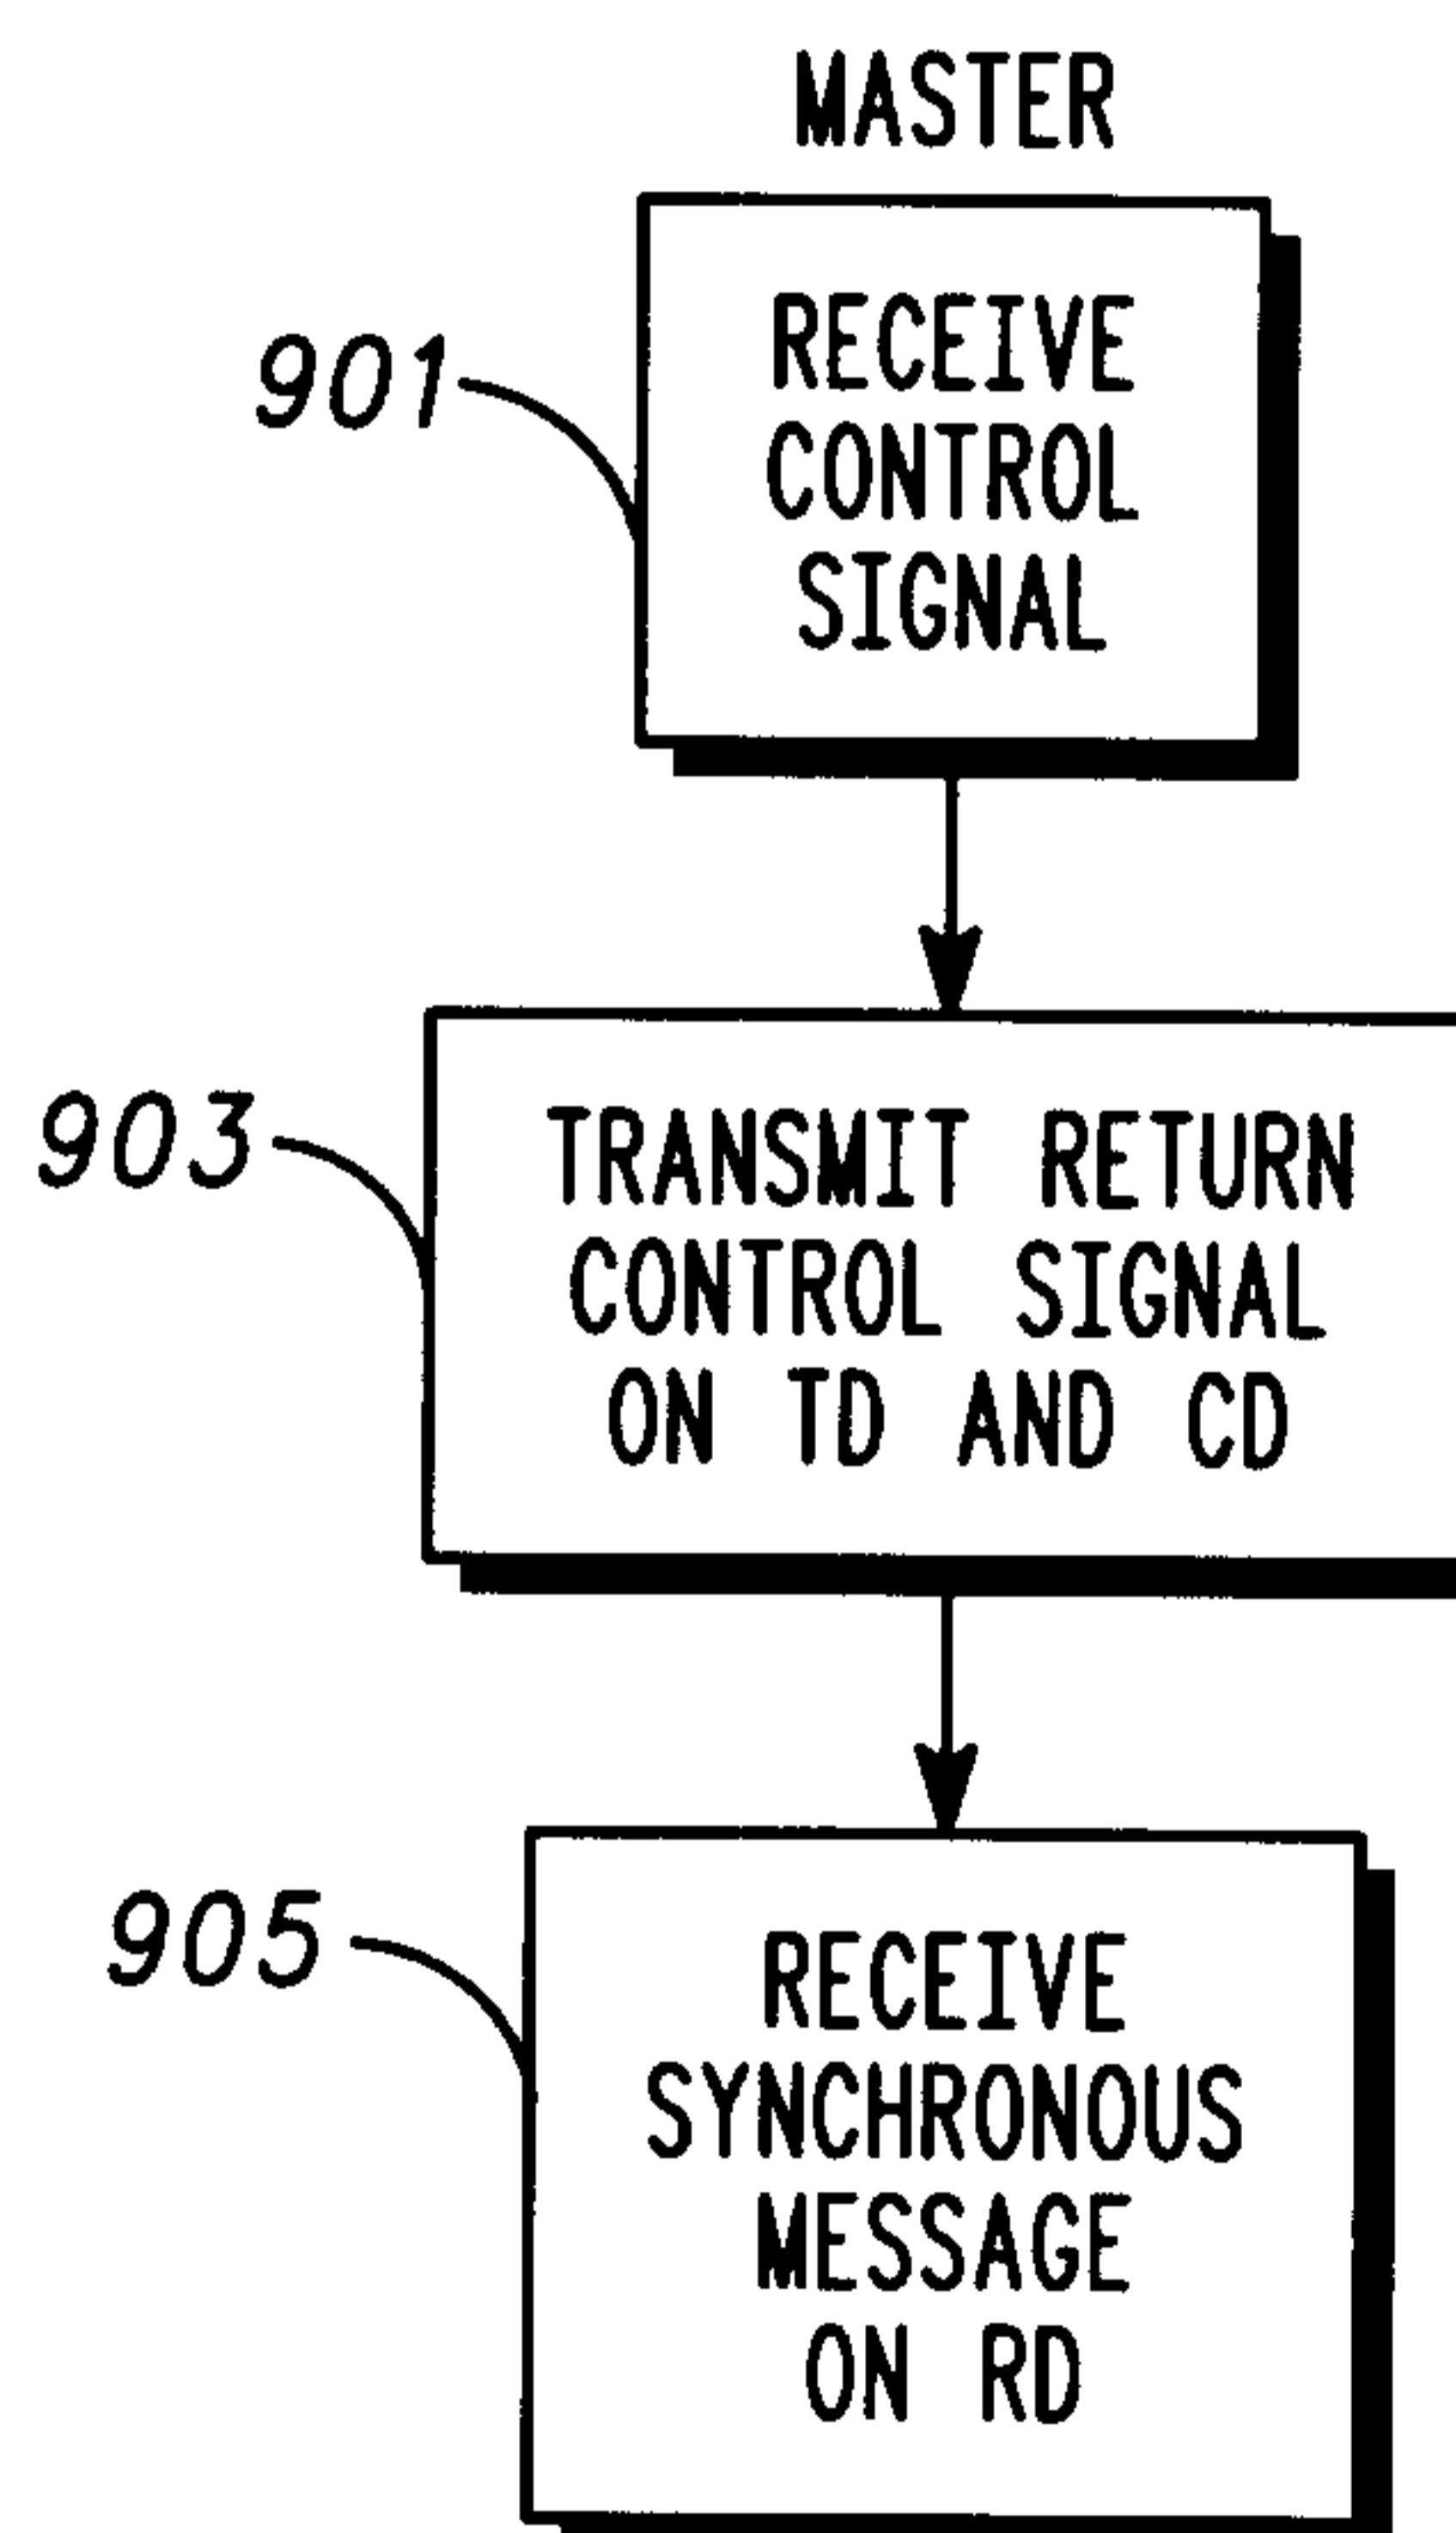 MASTER
901
RECEIVE
CONTROL
SIGNAL
903
TRANSMIT RETURN
CONTROL SIGNAL
ON TD AND CD
905
RECEIVE
SYNCHRONOUS
MESSAGE
ON RD